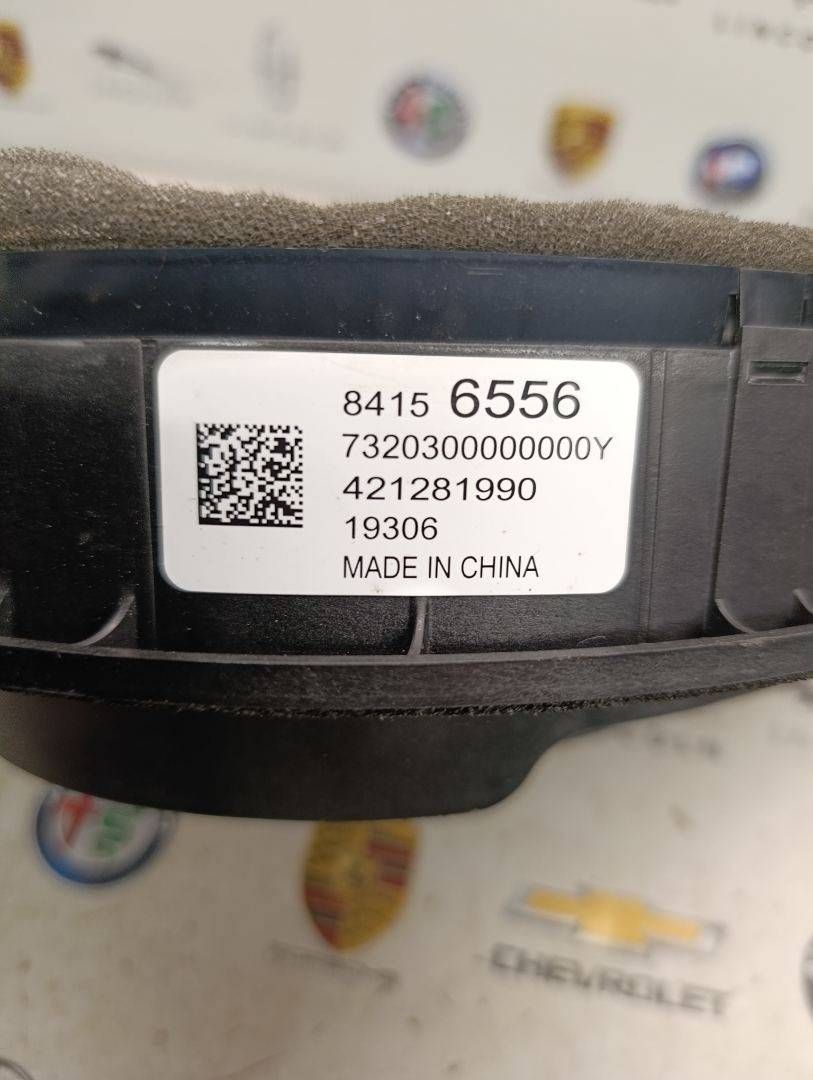 8415 6556
7320300000000Y
421281990
19306
MADE IN CHINA
CHEVROLET